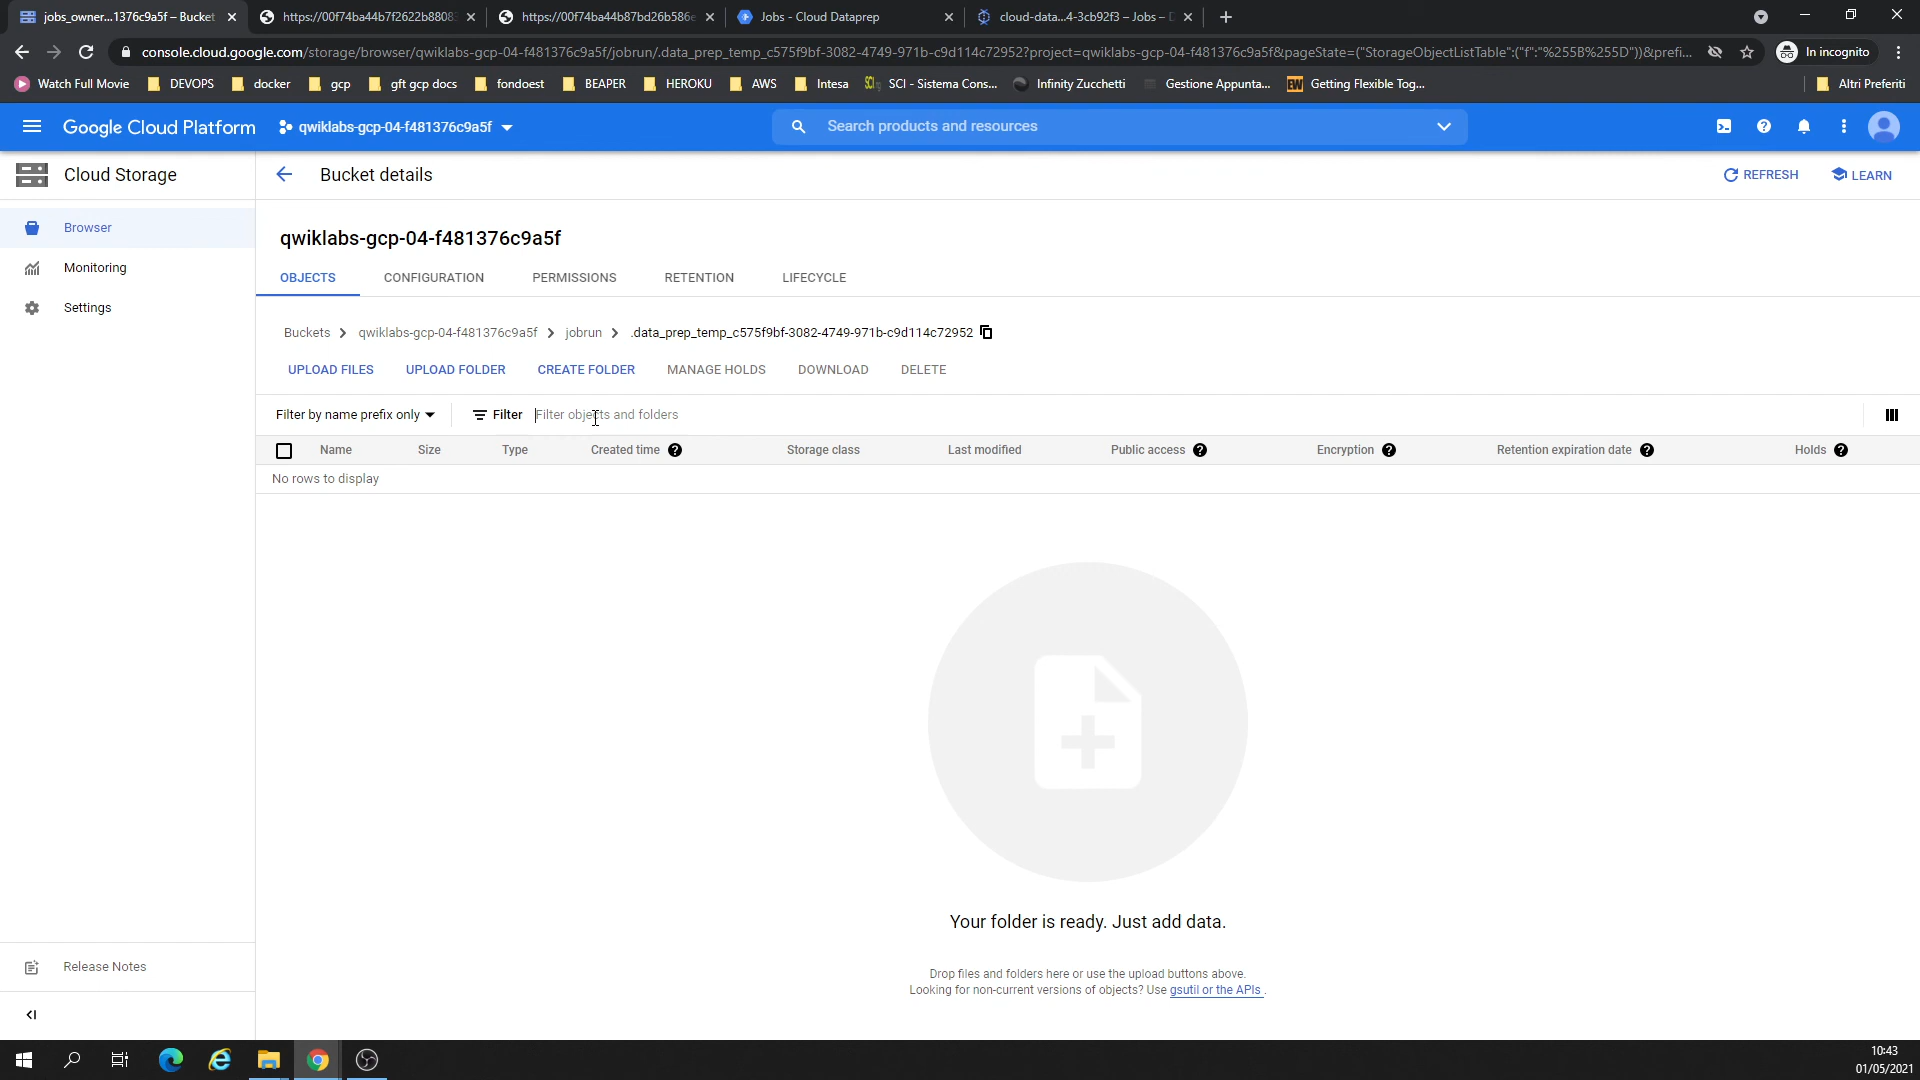 jobs_owner...1376c9a5f – Bucket
https://00f74ba44b7f2622b8808
https://00f74ba44b87bd26b586e
Jobs - Cloud Dataprep
cloud-data...4-3cb92f3 – Jobs – D
console.cloud.google.com/storage/browser/qwiklabs-gcp-04-f481376c9a5f/jobrun/.data_prep_temp_c575f9bf-3082-4749-971b-c9d114c72952?project=qwiklabs-gcp-04-f481376c9a5f&pageState=("StorageObjectListTable":("f":"%255B%255D"))&prefi...
In incognito
Watch Full Movie
DEVOPS
docker
gcp
gft gcp docs
fondoest
BEAPER
HEROKU
AWS
Intesa
SCI - Sistema Cons...
Infinity Zucchetti
Gestione Appunta...
EW
Getting Flexible Tog...
Altri Preferiti
Google Cloud Platform
qwiklabs-gcp-04-f481376c9a5f
Search products and resources
Cloud Storage
Bucket details
REFRESH
LEARN
Browser
Monitoring
Settings
qwiklabs-gcp-04-f481376c9a5f
OBJECTS
CONFIGURATION
PERMISSIONS
RETENTION
LIFECYCLE
Buckets > qwiklabs-gcp-04-f481376c9a5f > jobrun > .data_prep_temp_c575f9bf-3082-4749-971b-c9d114c72952
UPLOAD FILES
UPLOAD FOLDER
CREATE FOLDER
MANAGE HOLDS
DOWNLOAD
DELETE
Filter by name prefix only
Filter
Filter objects and folders
Name
Size
Type
Created time
Storage class
Last modified
Public access
Encryption
Retention expiration date
Holds
No rows to display
Your folder is ready. Just add data.
Drop files and folders here or use the upload buttons above.
Looking for non-current versions of objects? Use gsutil or the APIs .
Release Notes
10:43
01/05/2021